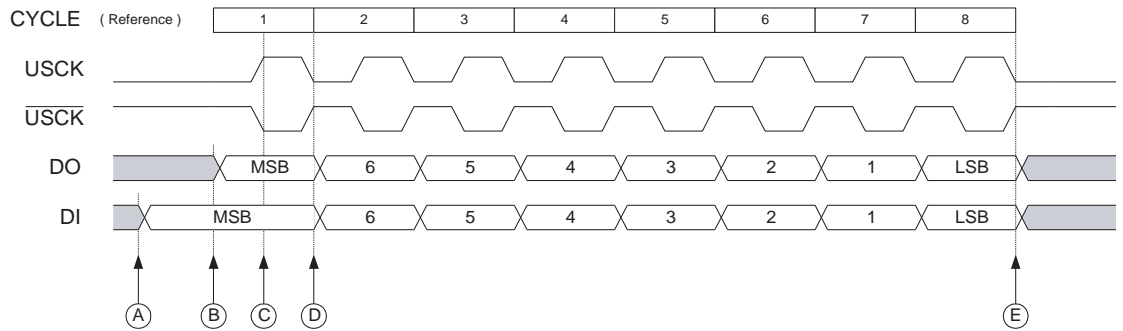 CYCLE ( Reference ) 1 2 3 4 5 6 7 8
USCK
USCK
DO MSB 6 5 4 3 2 1 LSB
DI MSB 6 5 4 3 2 1 LSB
A B C D E